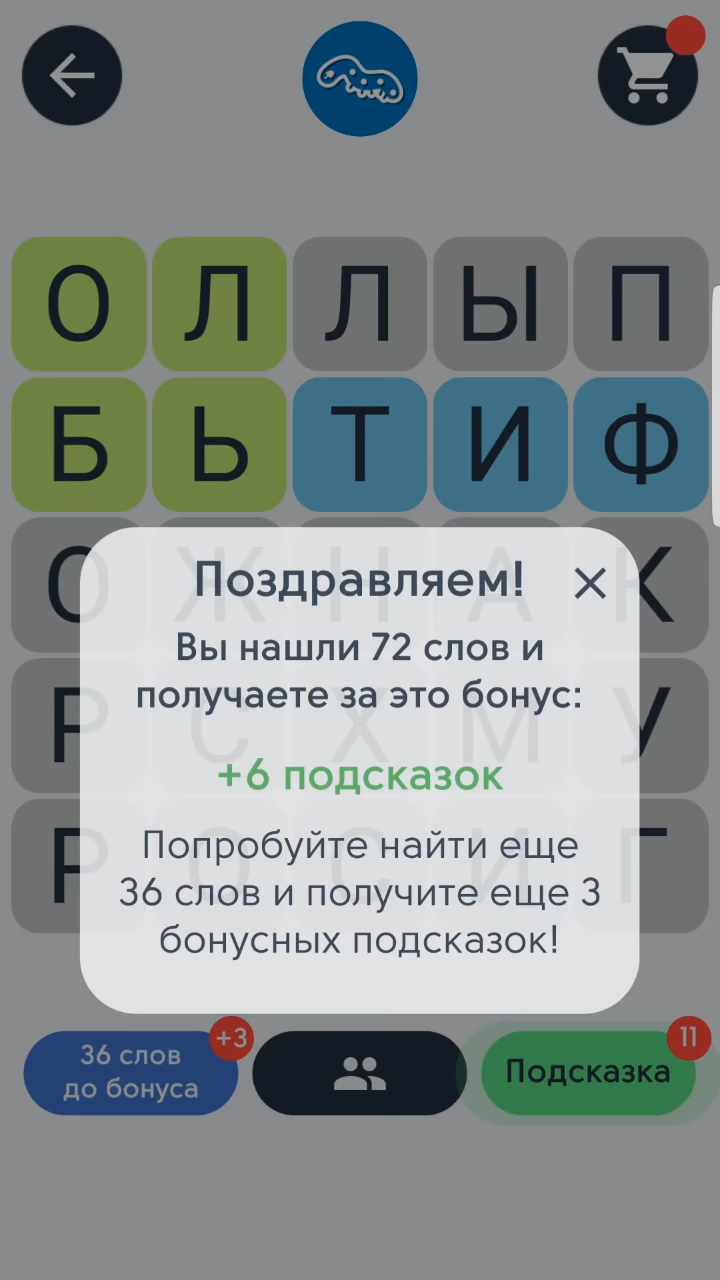 О Л Л Ы П
Б Ь Т И Ф
О Ж Н А К
Поздравляем!
Вы нашли 72 слов и
получаете за это бонус:
Р С Х М У
+6 подсказок
Попробуйте найти еще
Р О С И Г
36 слов и получите еще 3
бонусных подсказок!
36 слов
до бонуса
+3
Подсказка
11